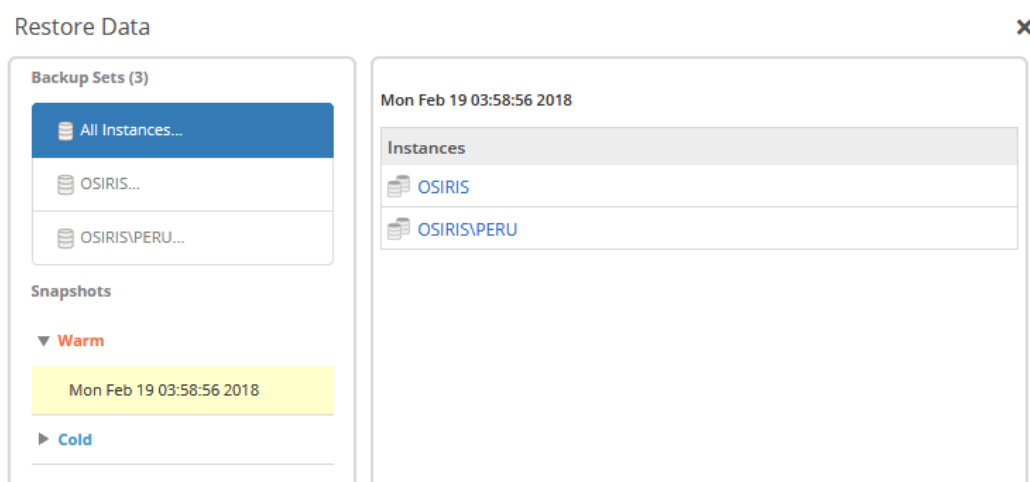 Restore Data
Backup Sets (3)
All Instances...
OSIRIS...
OSIRIS\PERU...
Snapshots
Warm
Mon Feb 19 03:58:56 2018
Cold
Mon Feb 19 03:58:56 2018
Instances
OSIRIS
OSIRIS\PERU